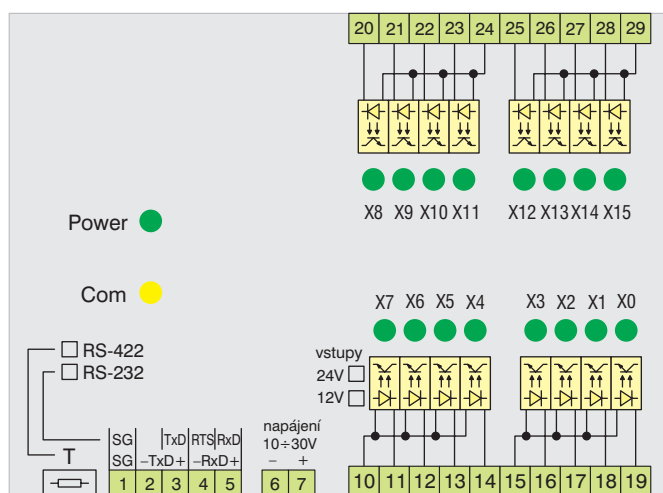 20 21 22 23 24 25 26 27 28 29
X8 X9 X10 X11 X12 X13 X14 X15
Power
Com
X7 X6 X5 X4 X3 X2 X1 X0
RS-422
RS-232
vstupy
24V
12V
napájení
10÷30V
SG TxD RTS RxD
T SG –TxD+ –RxD+ – +
1 2 3 4 5 6 7 10 11 12 13 14 15 16 17 18 19